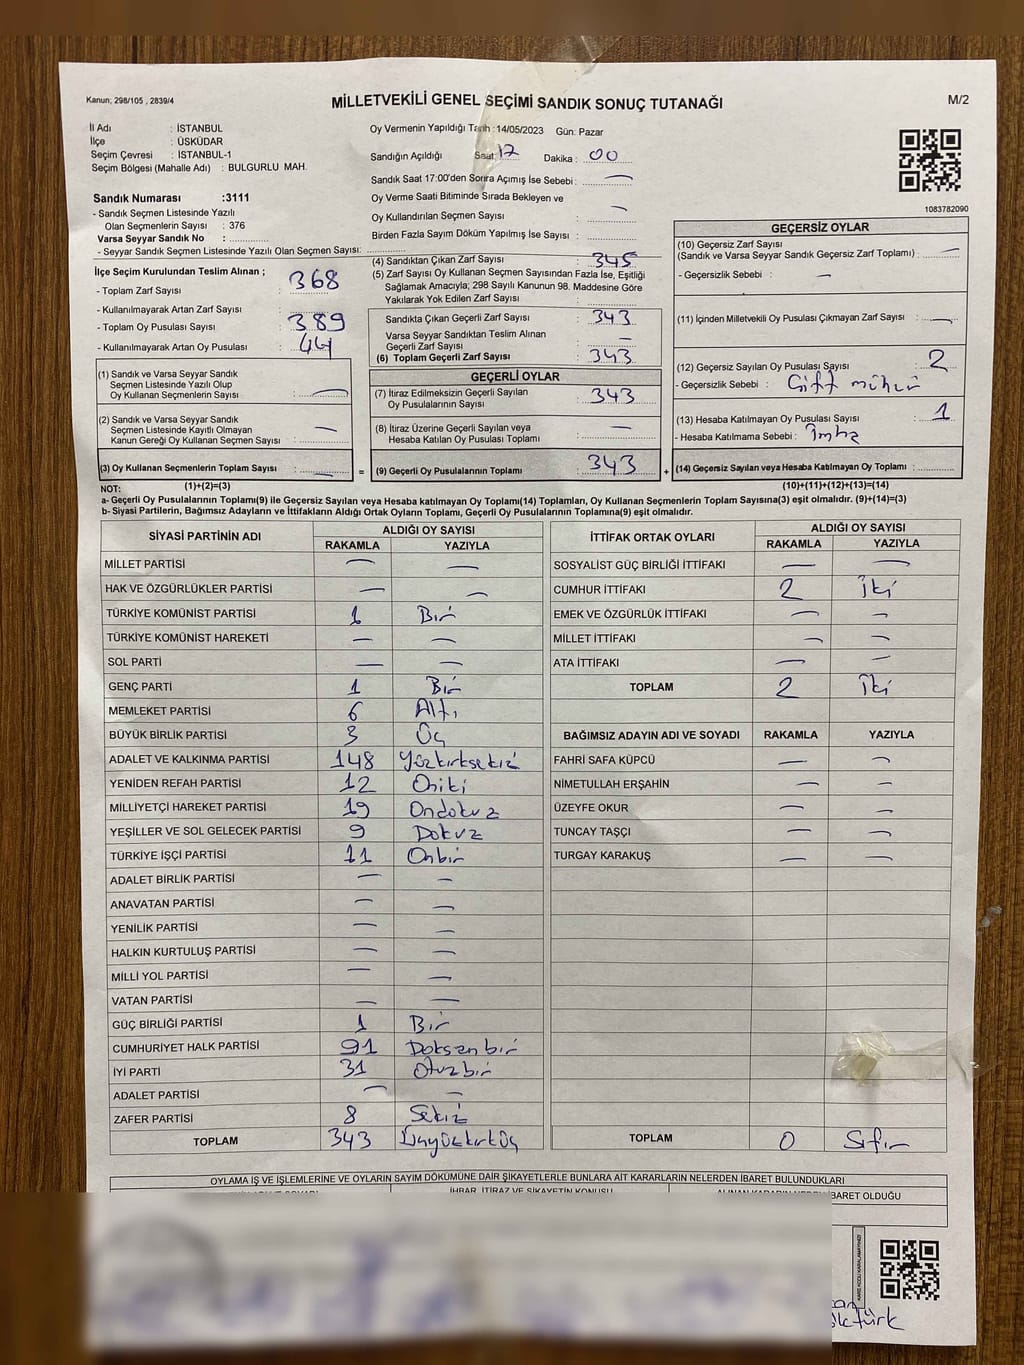 Kanun; 298/105 , 2839/4
MİLLETVEKİLİ GENEL SEÇİMİ SANDIK SONUÇ TUTANAĞI
M/2
İl Adı : İSTANBUL
İlçe : ÜSKÜDAR
Seçim Çevresi : İSTANBUL-1
Seçim Bölgesi (Mahalle Adı) : BULGURLU MAH.
Sandık Numarası :3111
- Sandık Seçmen Listesinde Yazılı
Olan Seçmenlerin Sayısı : 376
Varsa Seyyar Sandık No :
- Seyyar Sandık Seçmen Listesinde Yazılı Olan Seçmen Sayısı:
İlçe Seçim Kurulundan Teslim Alınan ;
- Toplam Zarf Sayısı : 368
- Kullanılmayarak Artan Zarf Sayısı :
- Toplam Oy Pusulası Sayısı : 389
- Kullanılmayarak Artan Oy Pusulası : 44
Oy Vermenin Yapıldığı Tarih :14/05/2023 Gün: Pazar
Sandığın Açıldığı Saat: 17 Dakika : 00
Sandık Saat 17:00'den Sonra Açımış İse Sebebi : —
Oy Verme Saati Bitiminde Sırada Bekleyen ve
Oy Kullandırılan Seçmen Sayısı : —
Birden Fazla Sayım Döküm Yapılmış İse Sayısı :
(4) Sandıktan Çıkan Zarf Sayısı : 345
(5) Zarf Sayısı Oy Kullanan Seçmen Sayısından Fazla İse, Eşitliği
Sağlamak Amacıyla; 298 Sayılı Kanunun 98. Maddesine Göre
Yakılarak Yok Edilen Zarf Sayısı :
Sandıkta Çıkan Geçerli Zarf Sayısı : 343
Varsa Seyyar Sandıktan Teslim Alınan
Geçerli Zarf Sayısı : —
(6) Toplam Geçerli Zarf Sayısı : 343
1083782090
GEÇERSİZ OYLAR
(10) Geçersiz Zarf Sayısı
(Sandık ve Varsa Seyyar Sandık Geçersiz Zarf Toplamı) : —
- Geçersizlik Sebebi : —
(11) İçinden Milletvekili Oy Pusulası Çıkmayan Zarf Sayısı : —
(12) Geçersiz Sayılan Oy Pusulası Sayısı : 2
- Geçersizlik Sebebi : Çift mühür
(13) Hesaba Katılmayan Oy Pusulası Sayısı : 1
- Hesaba Katılmama Sebebi : İmha
(14) Geçersiz Sayılan veya Hesaba Katılmayan Oy Toplamı :
(10)+(11)+(12)+(13)=(14)
(1) Sandık ve Varsa Seyyar Sandık
Seçmen Listesinde Yazılı Olup
Oy Kullanan Seçmenlerin Sayısı : —
(2) Sandık ve Varsa Seyyar Sandık
Seçmen Listesinde Kayıtlı Olmayan
Kanun Gereği Oy Kullanan Seçmen Sayısı : —
(3) Oy Kullanan Seçmenlerin Toplam Sayısı : —
(1)+(2)=(3)
GEÇERLİ OYLAR
(7) İtiraz Edilmeksizin Geçerli Sayılan
Oy Pusulalarının Sayısı : 343
(8) İtiraz Üzerine Geçerli Sayılan veya
Hesaba Katılan Oy Pusulası Toplamı : —
= (9) Geçerli Oy Pusulalarının Toplamı : 343 +
NOT:
a- Geçerli Oy Pusulalarının Toplamı(9) ile Geçersiz Sayılan veya Hesaba katılmayan Oy Toplamı(14) Toplamları, Oy Kullanan Seçmenlerin Toplam Sayısına(3) eşit olmalıdır. (9)+(14)=(3)
b- Siyasi Partilerin, Bağımsız Adayların ve İttifakların Aldığı Ortak Oyların Toplamı, Geçerli Oy Pusulalarının Toplamına(9) eşit olmalıdır.
SİYASİ PARTİNİN ADI ALDIĞI OY SAYISI
RAKAMLA YAZIYLA
MİLLET PARTİSİ — —
HAK VE ÖZGÜRLÜKLER PARTİSİ — —
TÜRKİYE KOMÜNİST PARTİSİ 1 Bir
TÜRKİYE KOMÜNİST HAREKETİ — —
SOL PARTİ — —
GENÇ PARTİ 1 Bir
MEMLEKET PARTİSİ 6 Altı
BÜYÜK BİRLİK PARTİSİ 3 Üç
ADALET VE KALKINMA PARTİSİ 148 Yüzkırksekiz
YENİDEN REFAH PARTİSİ 12 Oniki
MİLLİYETÇİ HAREKET PARTİSİ 19 Ondokuz
YEŞİLLER VE SOL GELECEK PARTİSİ 9 Dokuz
TÜRKİYE İŞÇİ PARTİSİ 11 Onbir
ADALET BİRLİK PARTİSİ — —
ANAVATAN PARTİSİ — —
YENİLİK PARTİSİ — —
HALKIN KURTULUŞ PARTİSİ — —
MİLLİ YOL PARTİSİ — —
VATAN PARTİSİ — —
GÜÇ BİRLİĞİ PARTİSİ 1 Bir
CUMHURİYET HALK PARTİSİ 91 Doksanbir
İYİ PARTİ 31 Otuzbir
ADALET PARTİSİ — —
ZAFER PARTİSİ 8 Sekiz
TOPLAM 343 Üçyüzkırküç
İTTİFAK ORTAK OYLARI ALDIĞI OY SAYISI
RAKAMLA YAZIYLA
SOSYALİST GÜÇ BİRLİĞİ İTTİFAKI — —
CUMHUR İTTİFAKI 2 İki
EMEK VE ÖZGÜRLÜK İTTİFAKI — —
MİLLET İTTİFAKI — —
ATA İTTİFAKI — —
TOPLAM 2 İki
BAĞIMSIZ ADAYIN ADI VE SOYADI RAKAMLA YAZIYLA
FAHRİ SAFA KÜPCÜ — —
NİMETULLAH ERŞAHİN — —
ÜZEYFE OKUR — —
TUNCAY TAŞÇI — —
TURGAY KARAKUŞ — —
TOPLAM 0 Sıfır
OYLAMA İŞ VE İŞLEMLERİNE VE OYLARIN SAYIM DÖKÜMÜNE DAİR ŞİKAYETLERLE BUNLARA AİT KARARLARIN NELERDEN İBARET BULUNDUKLARI
İHBAR, İTİRAZ VE ŞİKAYETİN KONUSU ALINAN KARARIN NEDEN İBARET OLDUĞU
KARE KODU KARALAMAYINIZ!